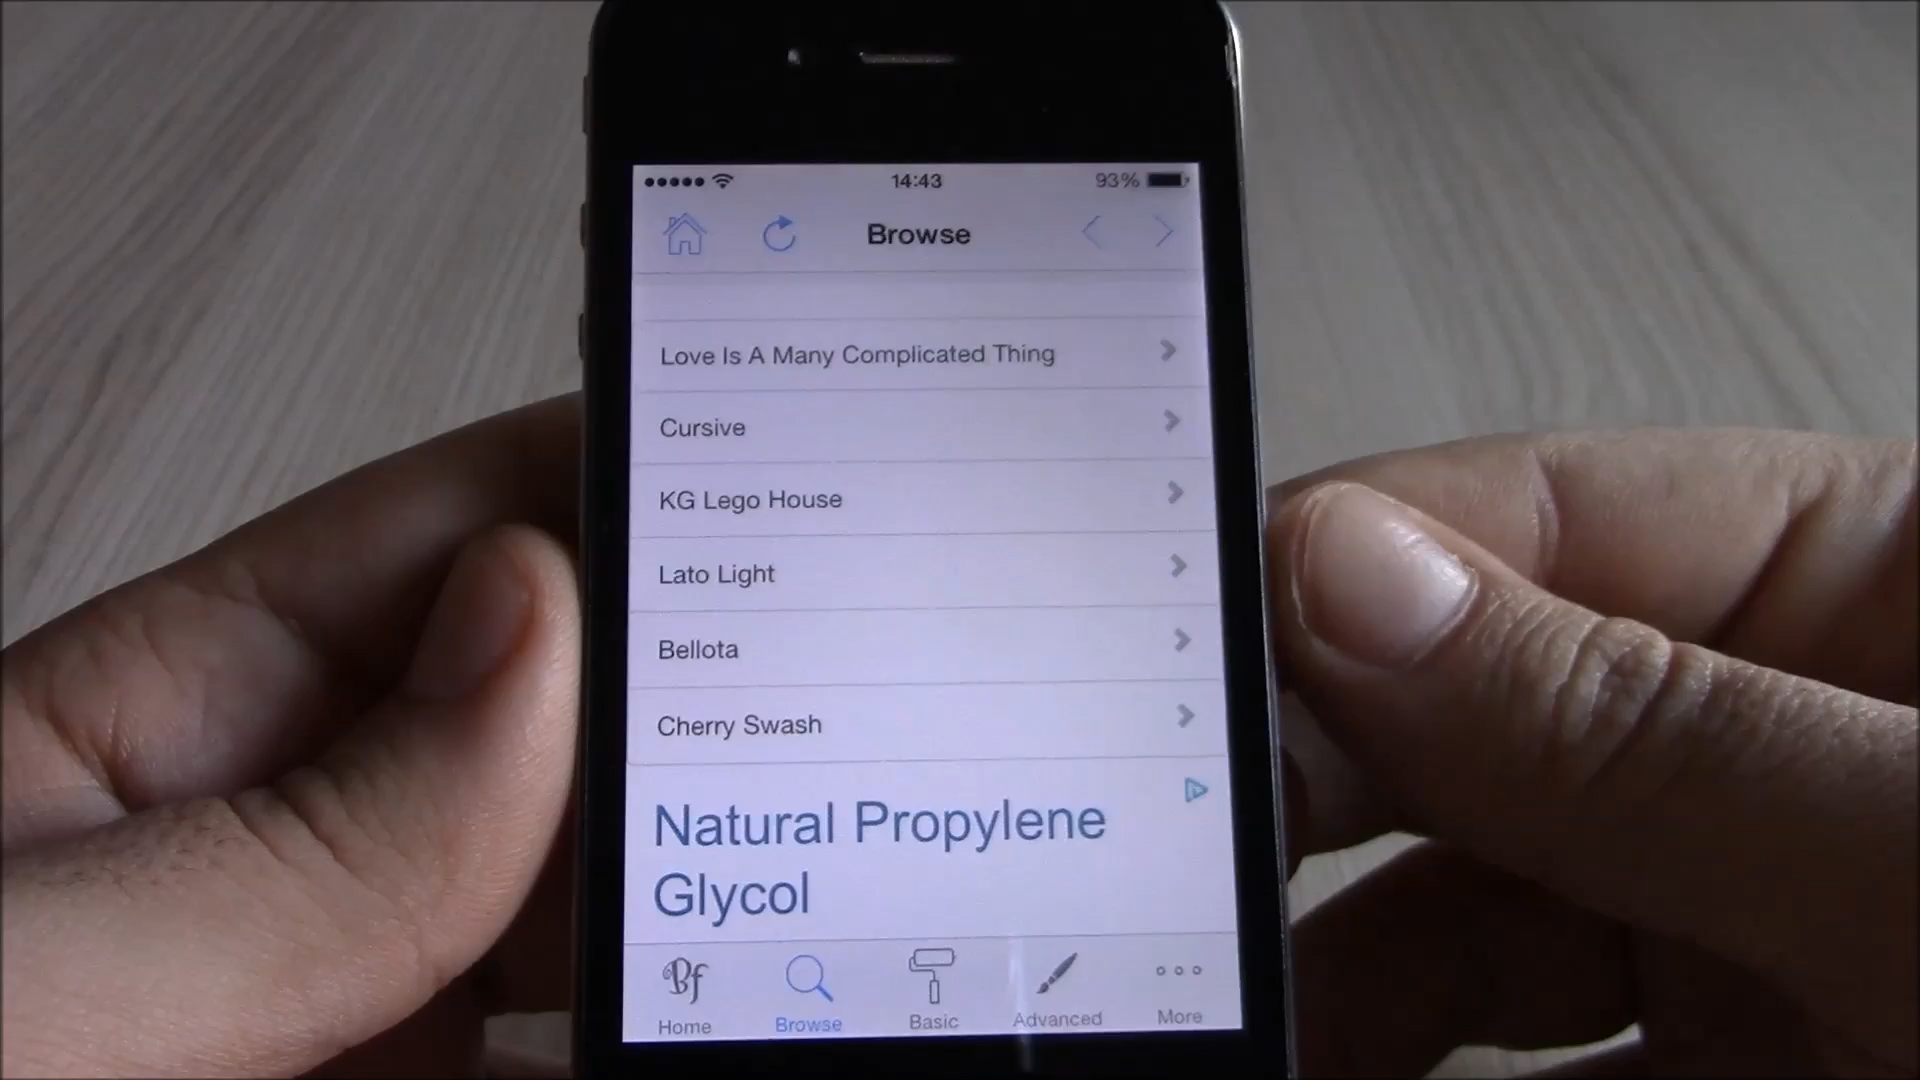 14:43 93%
Browse
Love Is A Many Complicated Thing
Cursive
KG Lego House
Lato Light
Bellota
Cherry Swash
Natural Propylene
Glycol
Bf
Home Browse Basic Advanced More